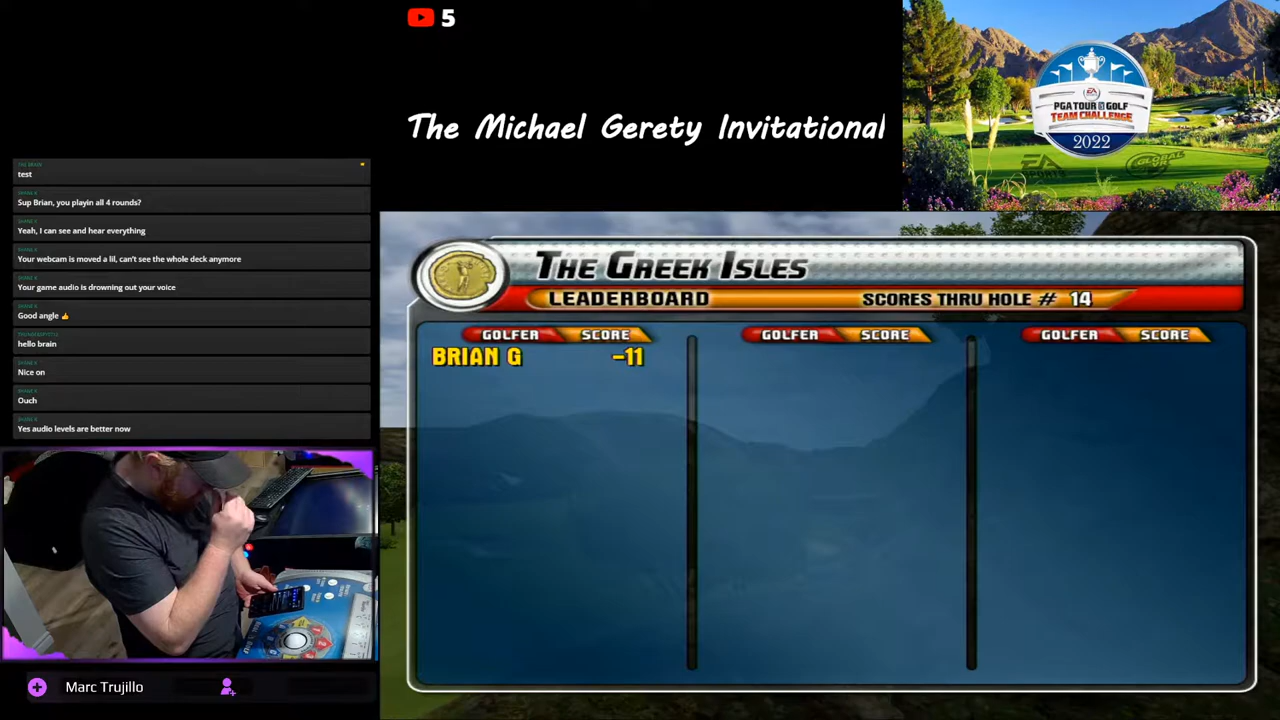 5
The Michael Gerety Invitational
EA
PGA TOUR GOLF
TEAM CHALLENGE
2022
THE BRAIN
test
Sup Brian, you playin all 4 rounds?
Yeah, I can see and hear everything
Your webcam is moved a lil, can't see the whole deck anymore
Your game audio is drowning out your voice
Good angle 👍
hello brain
Nice on
Ouch
Yes audio levels are better now
THE GREEK ISLES
LEADERBOARD SCORES THRU HOLE # 14
GOLFER SCORE GOLFER SCORE GOLFER SCORE
BRIAN G -11
Marc Trujillo